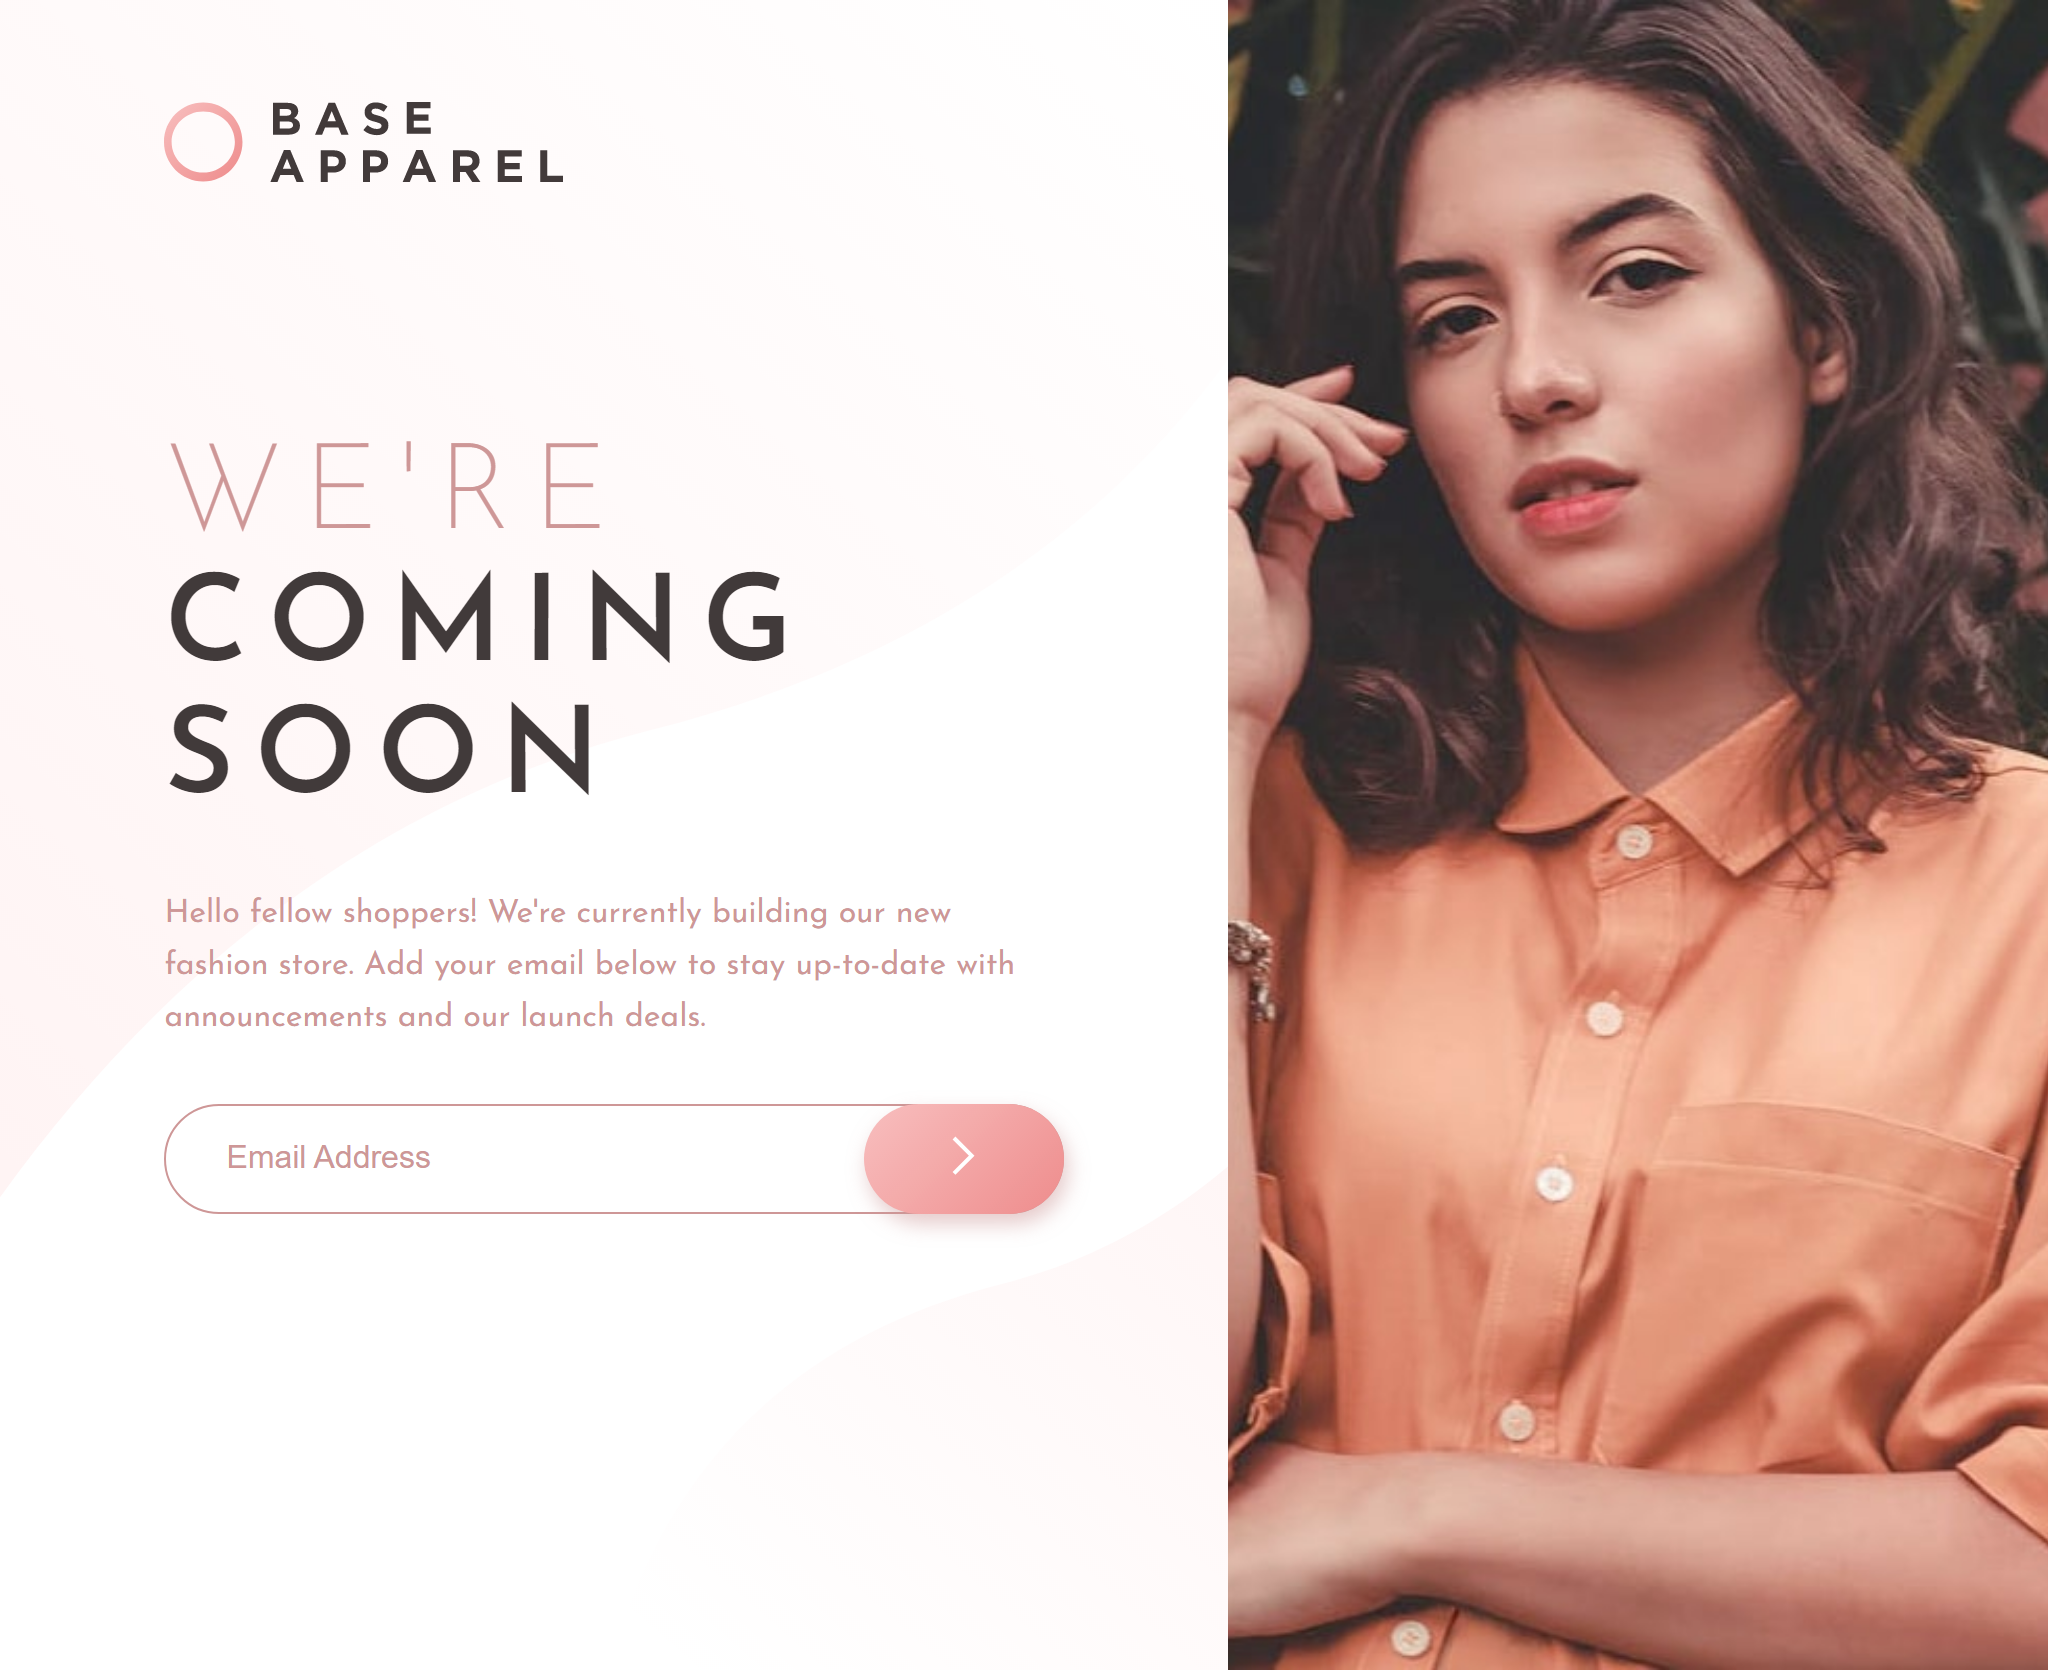 BASE
APPAREL
WE'RE
COMING
SOON
Hello fellow shoppers! We're currently building our new
fashion store. Add your email below to stay up-to-date with
announcements and our launch deals.
Email Address